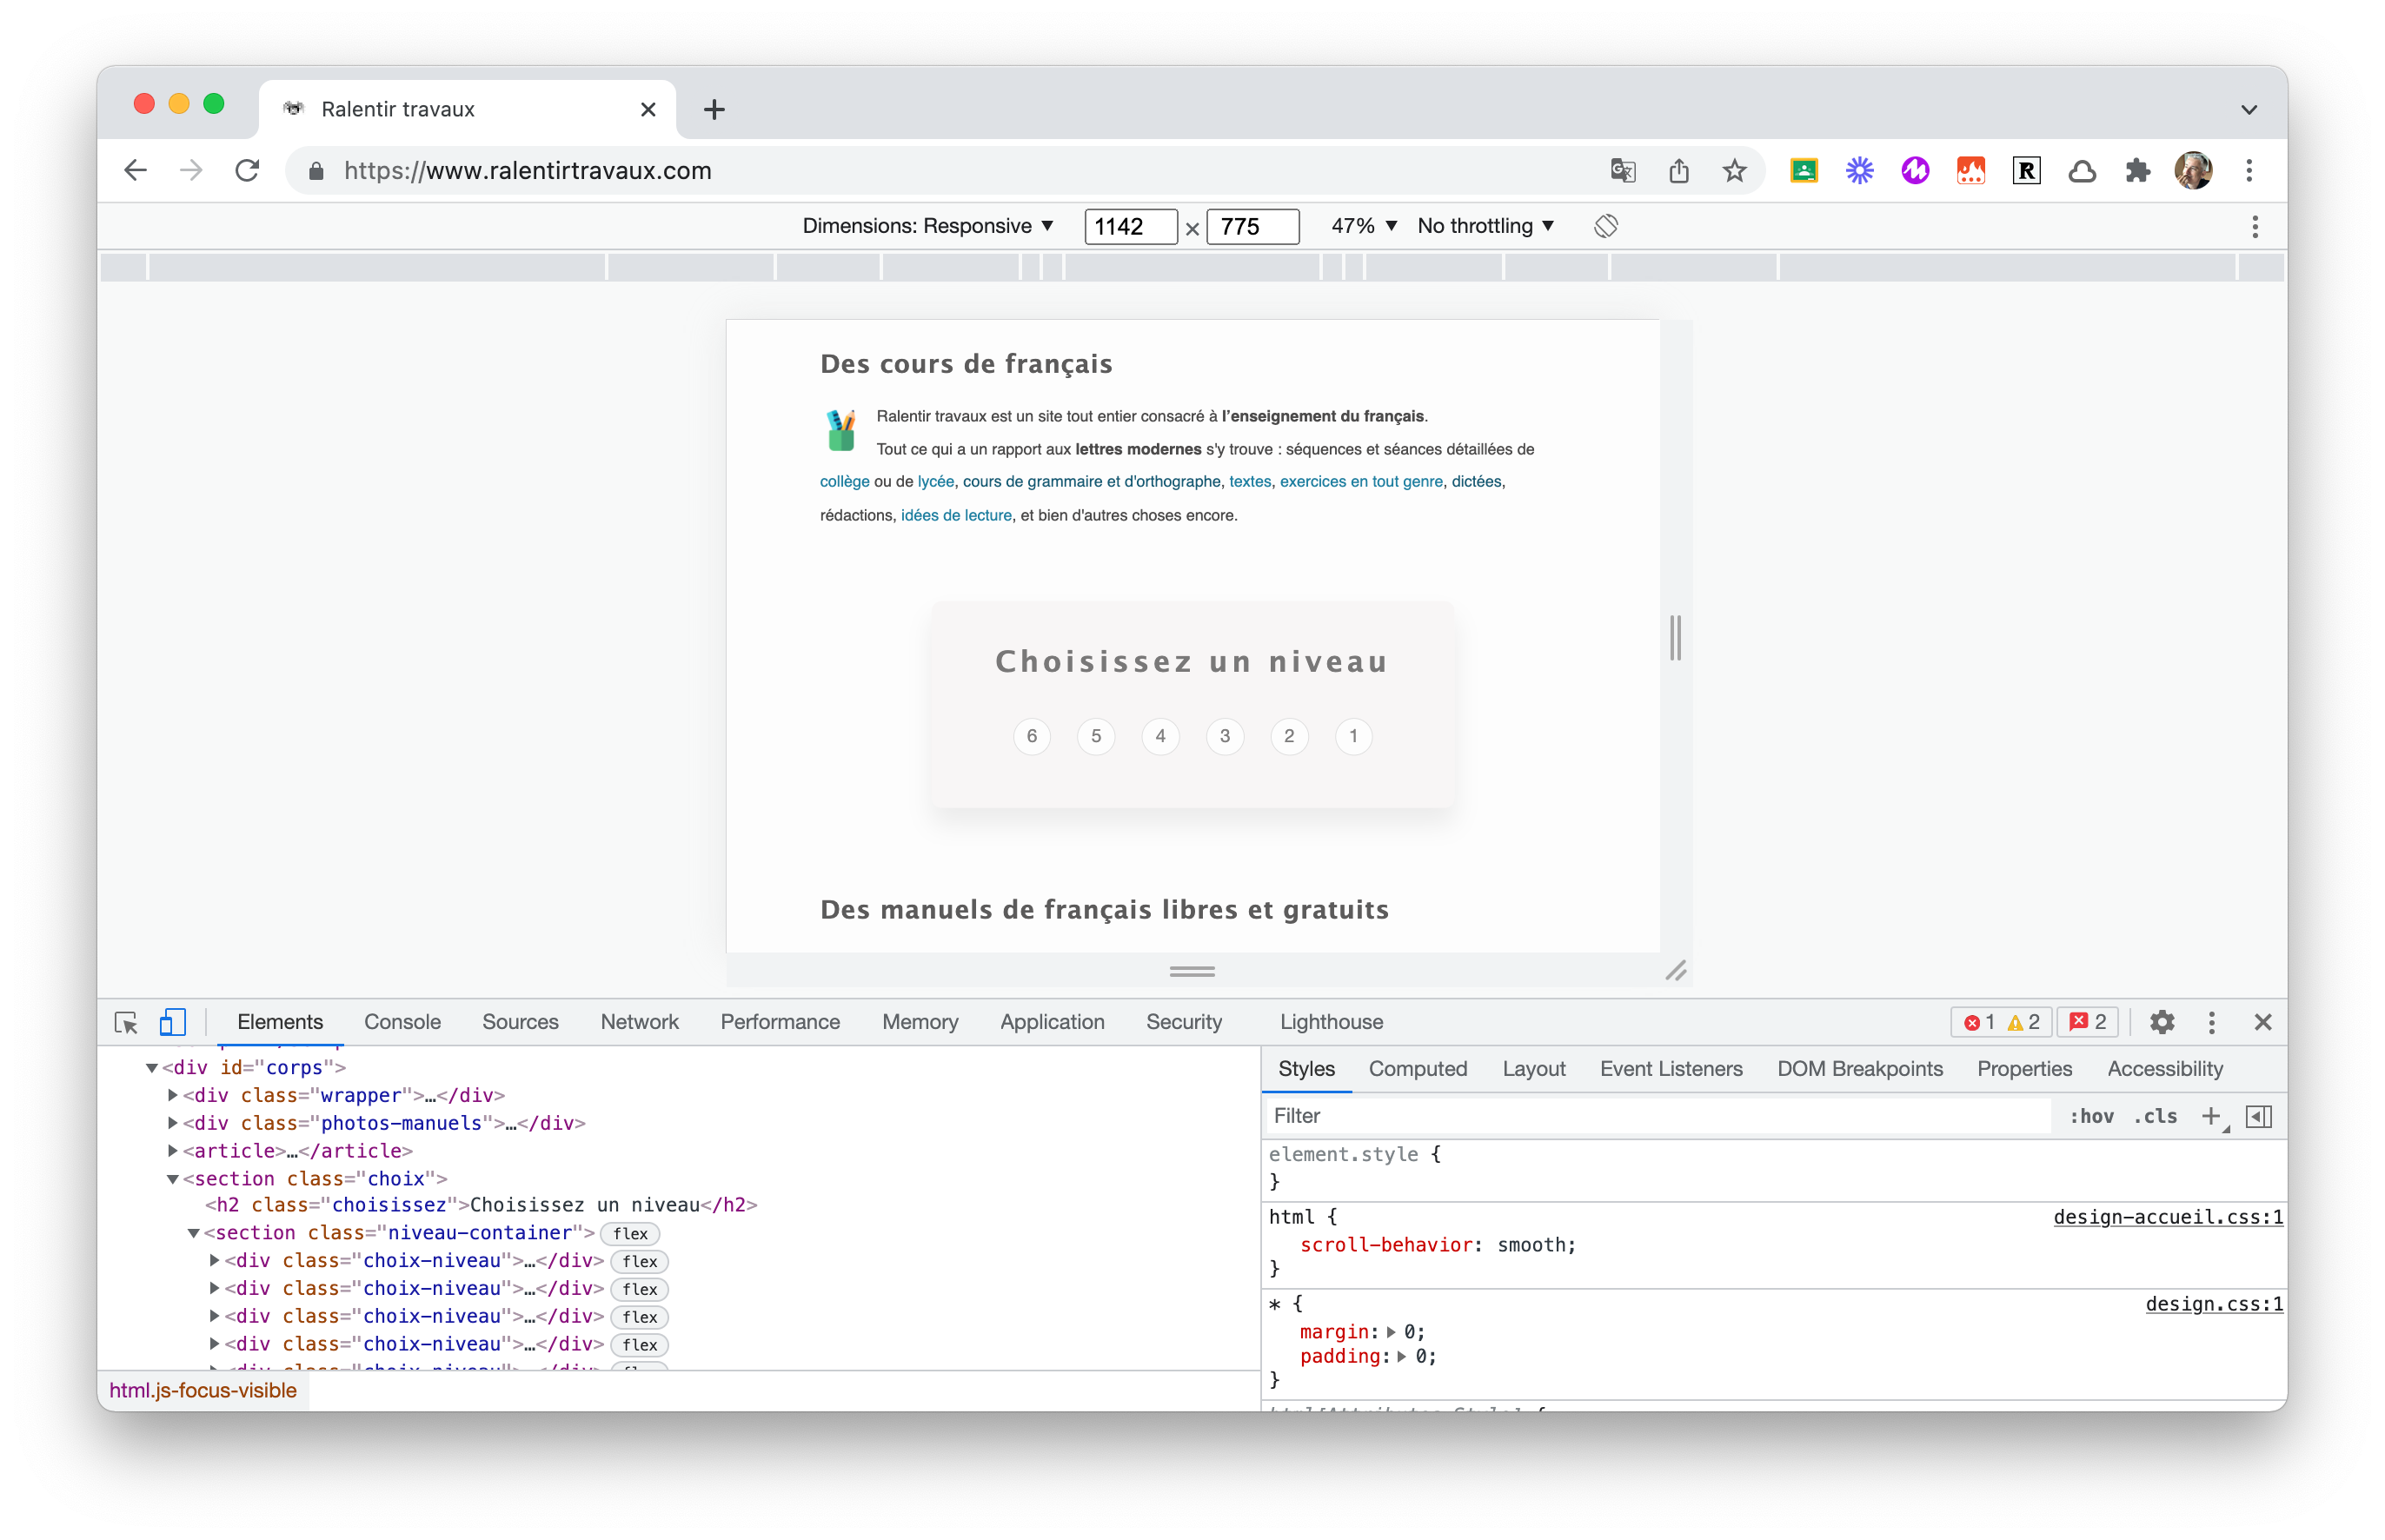 Ralentir travaux
https://www.ralentirtravaux.com
Dimensions: Responsive ▼ 1142 × 775 47% ▼ No throttling ▼
Des cours de français
Ralentir travaux est un site tout entier consacré à l’enseignement du français.
Tout ce qui a un rapport aux lettres modernes s'y trouve : séquences et séances détaillées de
collège ou de lycée, cours de grammaire et d'orthographe, textes, exercices en tout genre, dictées,
rédactions, idées de lecture, et bien d'autres choses encore.
Choisissez un niveau
6 5 4 3 2 1
Des manuels de français libres et gratuits
Elements Console Sources Network Performance Memory Application Security Lighthouse 1 2 2
▼<div id="corps">
▶<div class="wrapper">…</div>
▶<div class="photos-manuels">…</div>
▶<article>…</article>
▼<section class="choix">
<h2 class="choisissez">Choisissez un niveau</h2>
▼<section class="niveau-container"> flex
▶<div class="choix-niveau">…</div> flex
▶<div class="choix-niveau">…</div> flex
▶<div class="choix-niveau">…</div> flex
▶<div class="choix-niveau">…</div> flex
▶<div class="choix-niveau">…</div> flex
html.js-focus-visible
Styles Computed Layout Event Listeners DOM Breakpoints Properties Accessibility
Filter :hov .cls +
element.style {
}
html { design-accueil.css:1
scroll-behavior: smooth;
}
* { design.css:1
margin:▶ 0;
padding:▶ 0;
}
html[Attributes Style] {